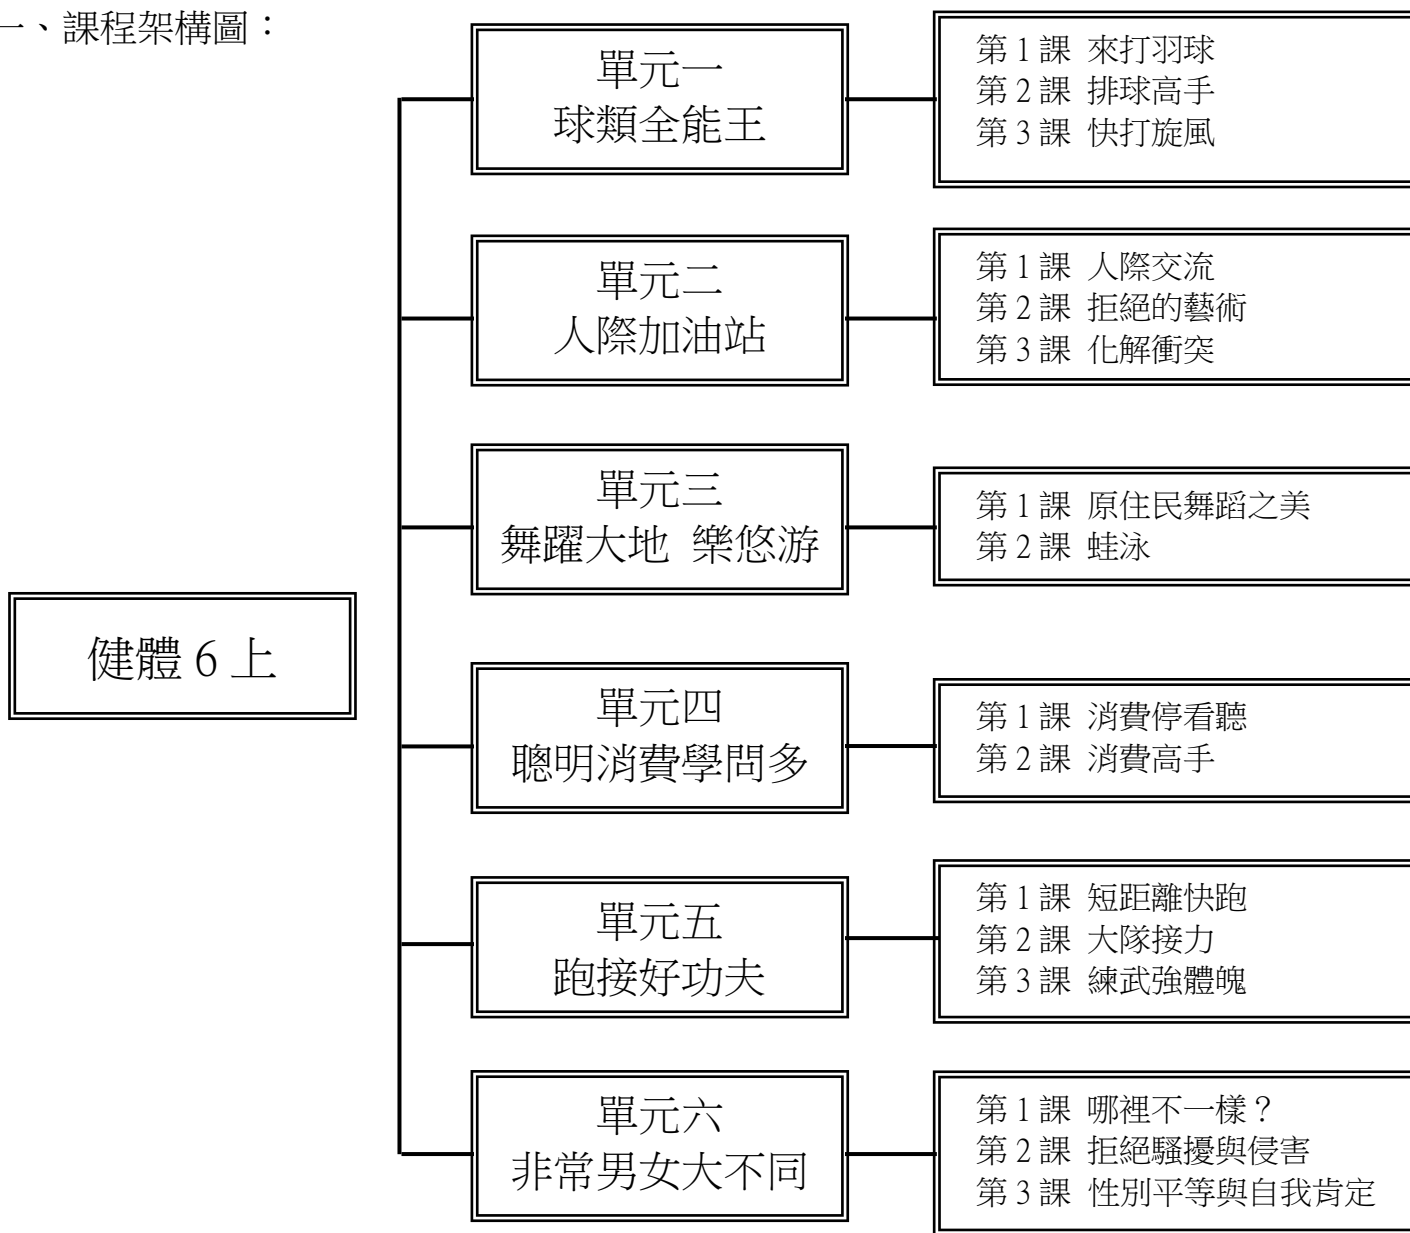 一、課程架構圖：
單元一
球類全能王
第 1 課 來打羽球
第 2 課 排球高手
第 3 課 快打旋風
單元二
人際加油站
第 1 課 人際交流
第 2 課 拒絕的藝術
第 3 課 化解衝突
單元三
舞躍大地 樂悠游
第 1 課 原住民舞蹈之美
第 2 課 蛙泳
健體 6 上
單元四
聰明消費學問多
第 1 課 消費停看聽
第 2 課 消費高手
單元五
跑接好功夫
第 1 課 短距離快跑
第 2 課 大隊接力
第 3 課 練武強體魄
單元六
非常男女大不同
第 1 課 哪裡不一樣？
第 2 課 拒絕騷擾與侵害
第 3 課 性別平等與自我肯定